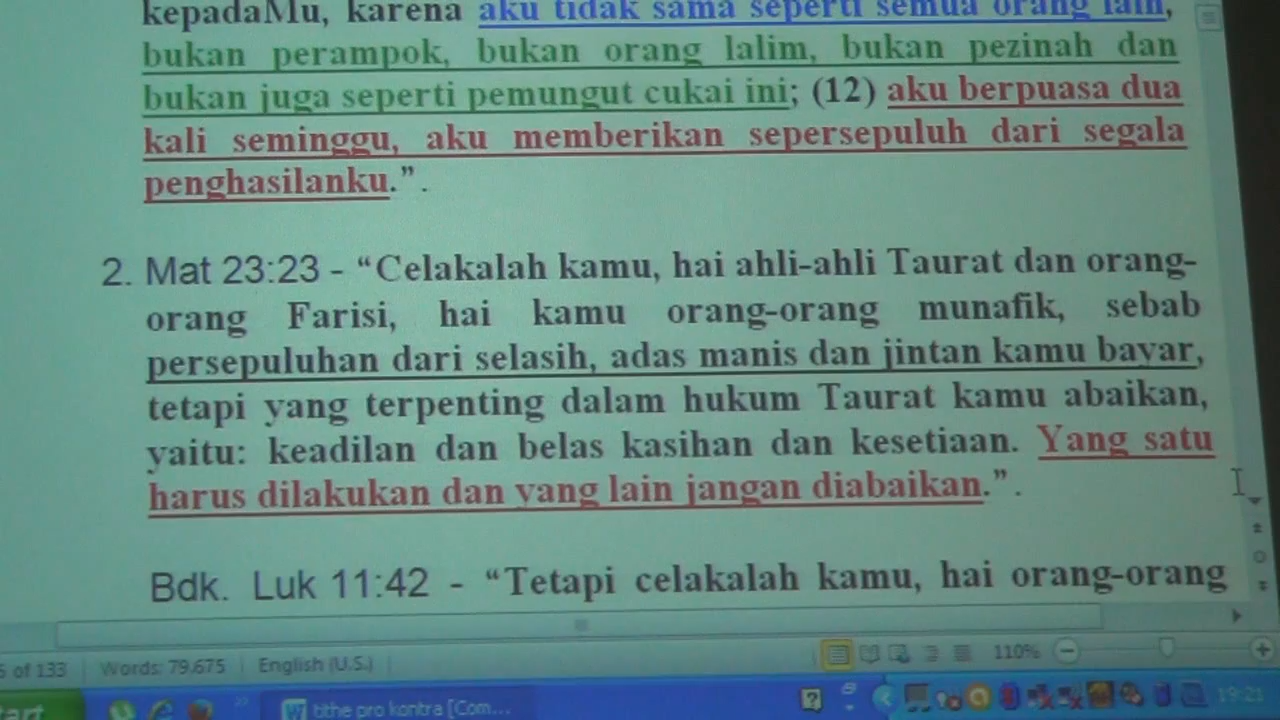 kepadaMu, karena aku tidak sama seperti semua orang lain,
bukan perampok, bukan orang lalim, bukan pezinah dan
bukan juga seperti pemungut cukai ini; (12) aku berpuasa dua
kali seminggu, aku memberikan sepersepuluh dari segala
penghasilanku.”.
2. Mat 23:23 - “Celakalah kamu, hai ahli-ahli Taurat dan orang-
orang Farisi, hai kamu orang-orang munafik, sebab
persepuluhan dari selasih, adas manis dan jintan kamu bayar,
tetapi yang terpenting dalam hukum Taurat kamu abaikan,
yaitu: keadilan dan belas kasihan dan kesetiaan. Yang satu
harus dilakukan dan yang lain jangan diabaikan.”.
Bdk. Luk 11:42 - “Tetapi celakalah kamu, hai orang-orang
of 133 Words: 79,675 English (U.S.) 110%
tart tithe pro kontra [Com... 19:21